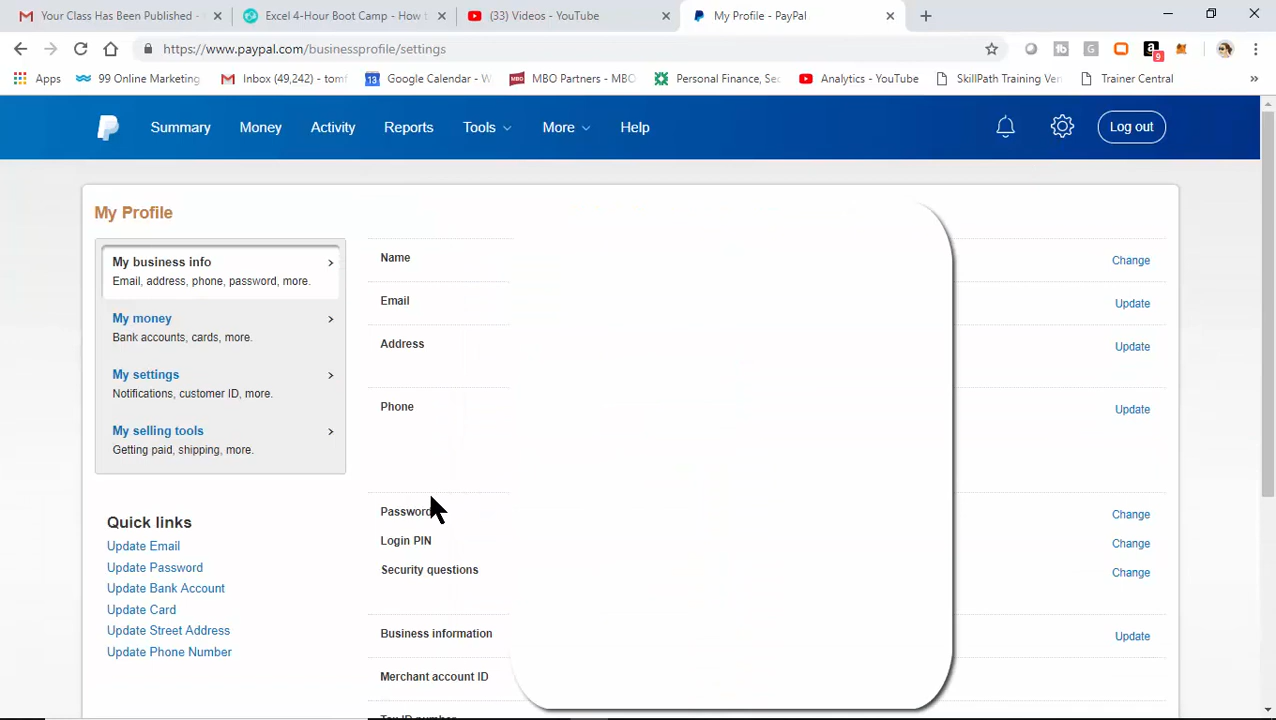 Your Class Has Been Published -
Excel 4-Hour Boot Camp - How t
(33) Videos - YouTube
My Profile - PayPal
https://www.paypal.com/businessprofile/settings
Apps
99 Online Marketing
Inbox (49,242) - tomf
Google Calendar - W
MBO Partners - MBO
Personal Finance, Sec
Analytics - YouTube
SkillPath Training Ven
Trainer Central
9
Summary
Money
Activity
Reports
Tools
More
Help
Log out
My Profile
My business info
Email, address, phone, password, more.
My money
Bank accounts, cards, more.
My settings
Notifications, customer ID, more.
My selling tools
Getting paid, shipping, more.
Quick links
Update Email
Update Password
Update Bank Account
Update Card
Update Street Address
Update Phone Number
Name Change
Email Update
Address Update
Phone Update
Password Change
Login PIN Change
Security questions Change
Business information Update
Merchant account ID
Tax ID number